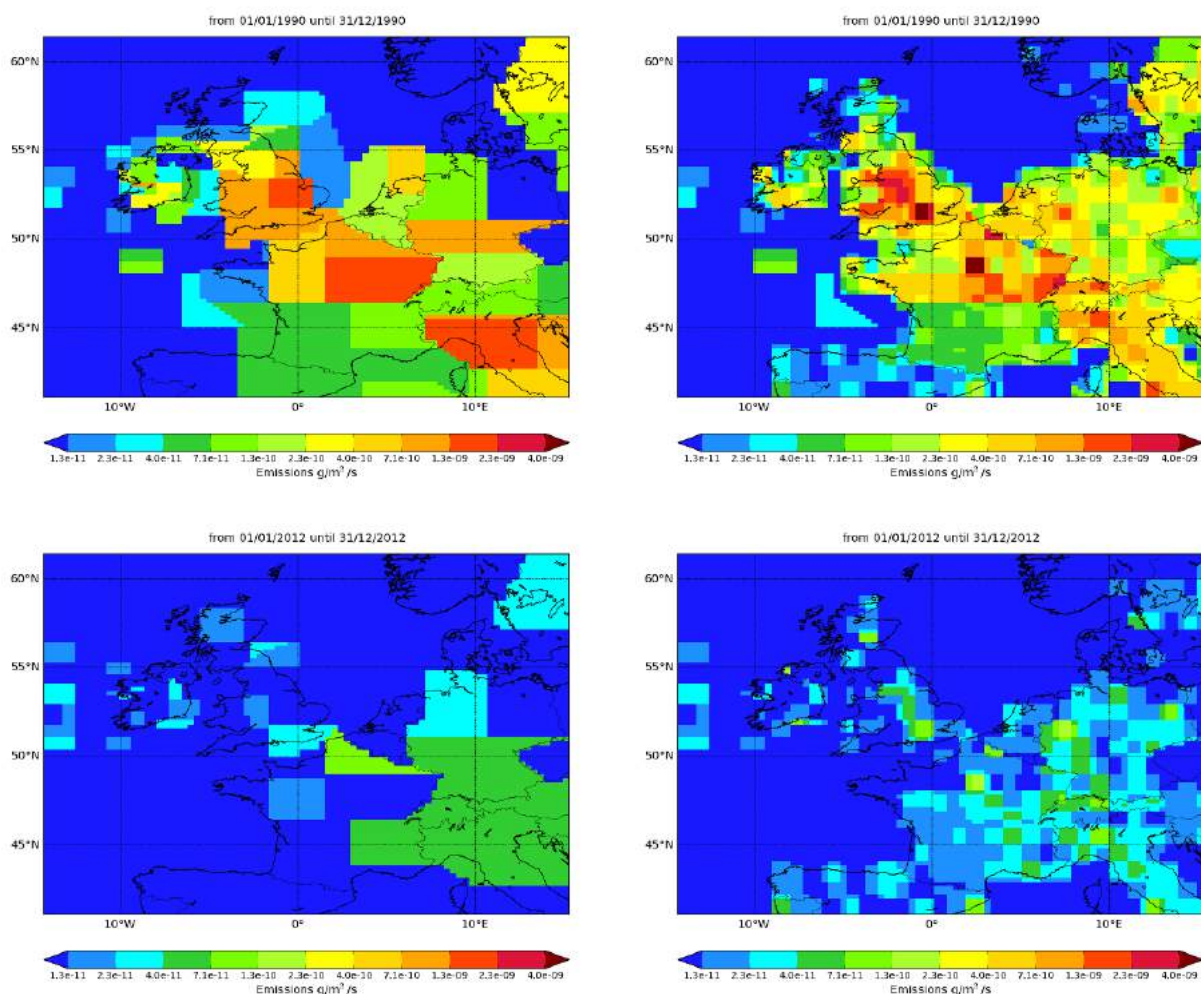 from 01/01/1990 until 31/12/1990
60°N
55°N
50°N
45°N
10°W 0° 10°E
1.3e-11 2.3e-11 4.0e-11 7.1e-11 1.3e-10 2.3e-10 4.0e-10 7.1e-10 1.3e-09 2.3e-09 4.0e-09
Emissions g/m²/s
from 01/01/1990 until 31/12/1990
60°N
55°N
50°N
45°N
10°W 0° 10°E
1.3e-11 2.3e-11 4.0e-11 7.1e-11 1.3e-10 2.3e-10 4.0e-10 7.1e-10 1.3e-09 2.3e-09 4.0e-09
Emissions g/m²/s
from 01/01/2012 until 31/12/2012
60°N
55°N
50°N
45°N
10°W 0° 10°E
1.3e-11 2.3e-11 4.0e-11 7.1e-11 1.3e-10 2.3e-10 4.0e-10 7.1e-10 1.3e-09 2.3e-09 4.0e-09
Emissions g/m²/s
from 01/01/2012 until 31/12/2012
60°N
55°N
50°N
45°N
10°W 0° 10°E
1.3e-11 2.3e-11 4.0e-11 7.1e-11 1.3e-10 2.3e-10 4.0e-10 7.1e-10 1.3e-09 2.3e-09 4.0e-09
Emissions g/m²/s